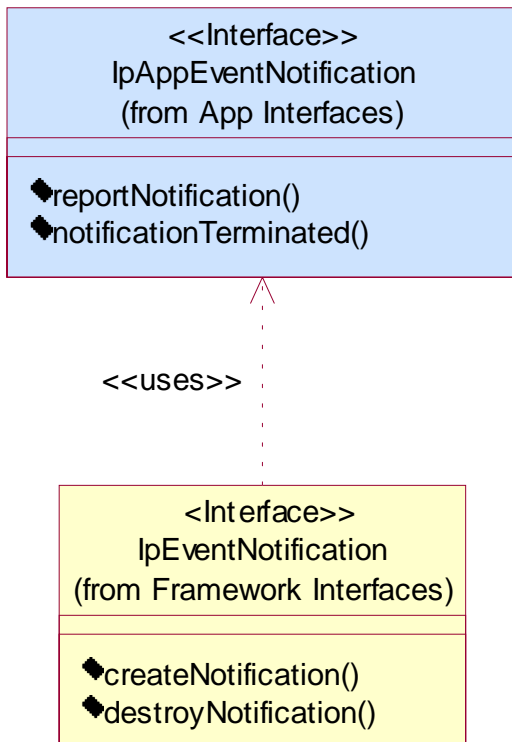 <<Interface>>
IpAppEventNotification
(from App Interfaces)
reportNotification()
notificationTerminated()
<<uses>>
<Interface>>
IpEventNotification
(from Framework Interfaces)
createNotification()
destroyNotification()